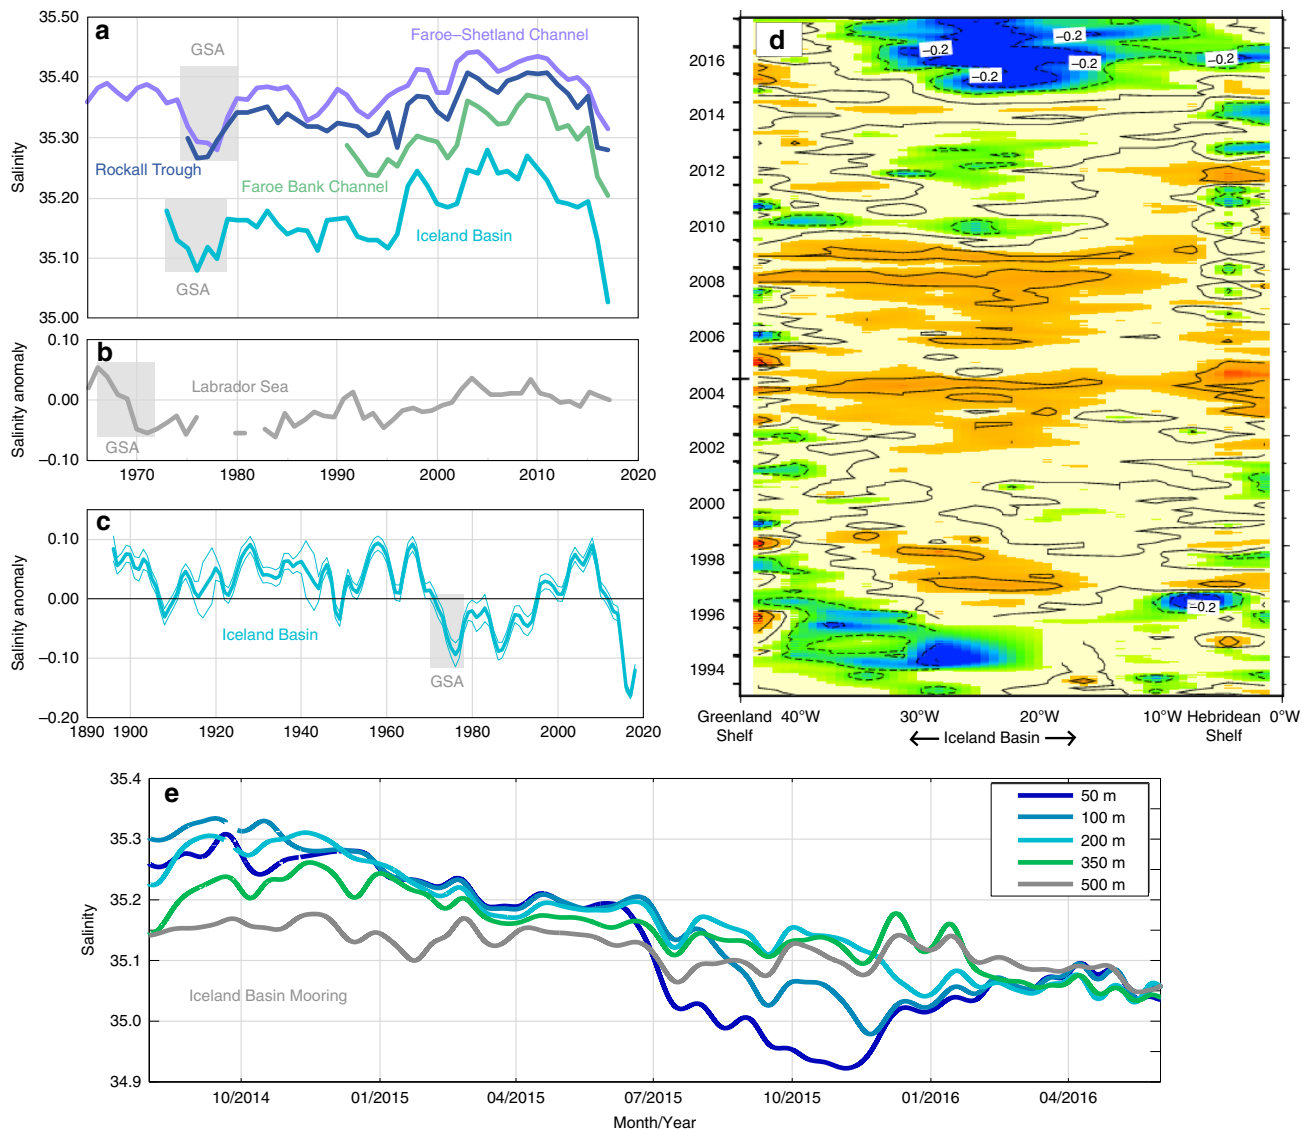 a
35.50
35.40
35.30
35.20
35.10
35.00
Salinity
GSA
Faroe–Shetland Channel
Rockall Trough
Faroe Bank Channel
Iceland Basin
GSA
b
0.10
0.00
−0.10
Salinity anomaly
Labrador Sea
GSA
1970 1980 1990 2000 2010 2020
c
0.10
0.00
−0.10
−0.20
Salinity anomaly
Iceland Basin
GSA
1890 1900 1920 1940 1960 1980 2000 2020
d
2016
2014
2012
2010
2008
2006
2004
2002
2000
1998
1996
1994
−0.2
−0.2
−0.2
−0.2
−0.2
−0.2
Greenland Shelf 40°W 30°W 20°W 10°W Hebridean Shelf 0°W
Iceland Basin
e
35.4
35.3
35.2
35.1
35.0
34.9
Salinity
50 m
100 m
200 m
350 m
500 m
Iceland Basin Mooring
10/2014 01/2015 04/2015 07/2015 10/2015 01/2016 04/2016
Month/Year